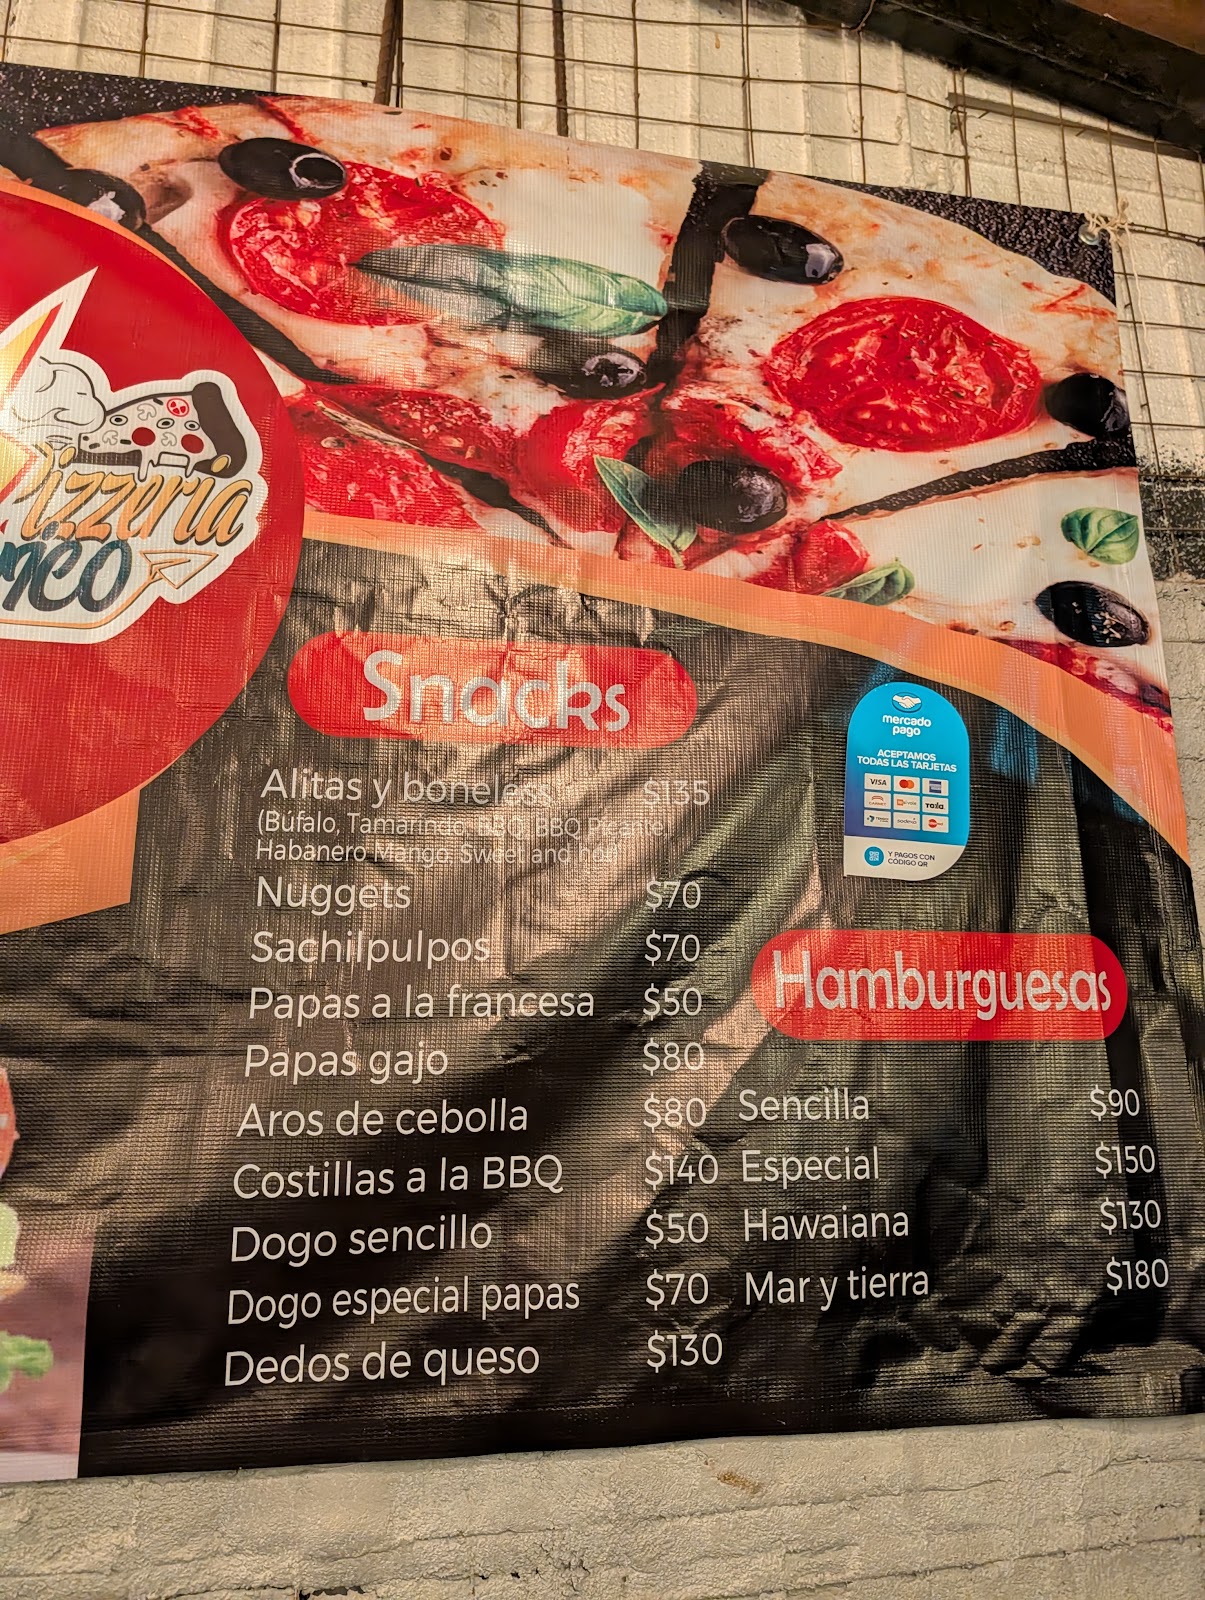 Pizzeria
Snacks
Alitas y boneless $135
(Búfalo, Tamarindo, BBQ, BBQ Picante,
Habanero Mango, Sweet and hot)
Nuggets $70
Sachilpulpos $70
Papas a la francesa $50
Papas gajo $80
Aros de cebolla $80
Costillas a la BBQ $140
Dogo sencillo $50
Dogo especial papas $70
Dedos de queso $130
mercado
pago
ACEPTAMOS
TODAS LAS TARJETAS
VISA
Y PAGOS CON
CÓDIGO QR
Hamburguesas
Sencilla $90
Especial $150
Hawaiana $130
Mar y tierra $180